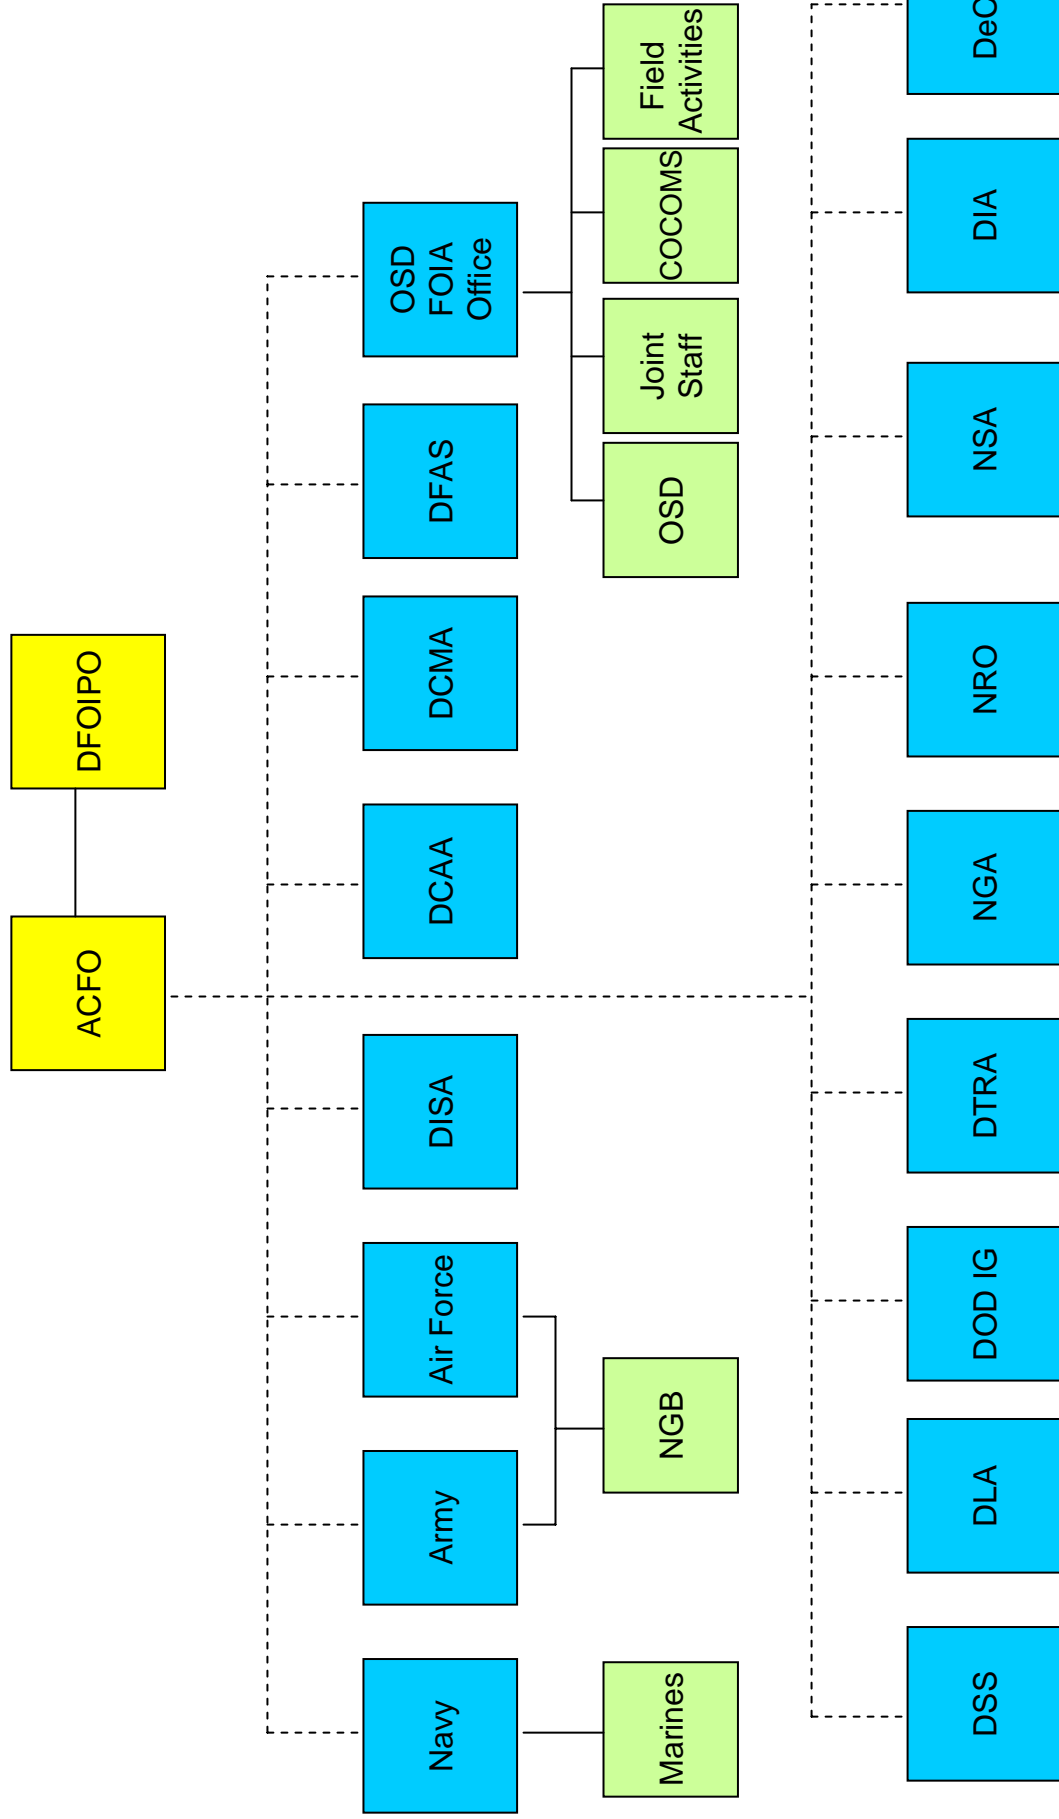 ACFO
DFOIPO
Navy
Army
Air Force
DISA
DCAA
DCMA
DFAS
OSD
FOIA
Office
Marines
NGB
OSD
Joint
Staff
COCOMS
Field
Activities
DSS
DLA
DOD IG
DTRA
NGA
NRO
NSA
DIA